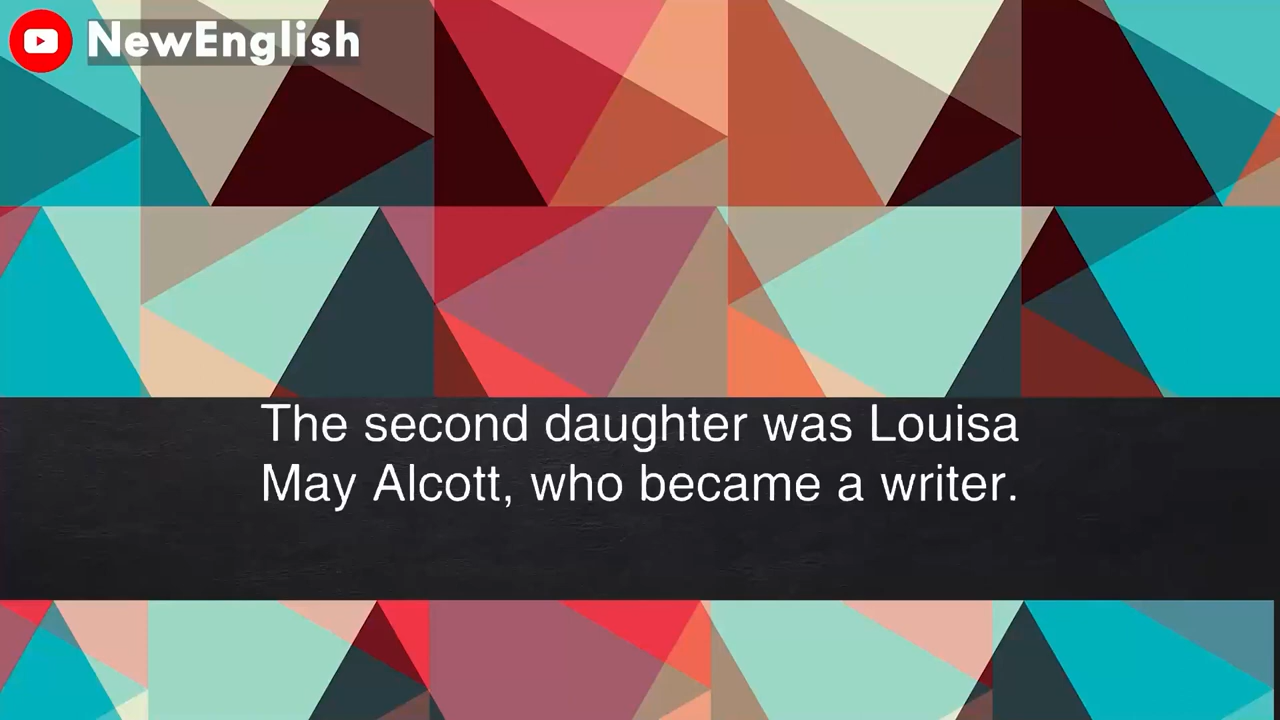 NewEnglish
The second daughter was Louisa
May Alcott, who became a writer.